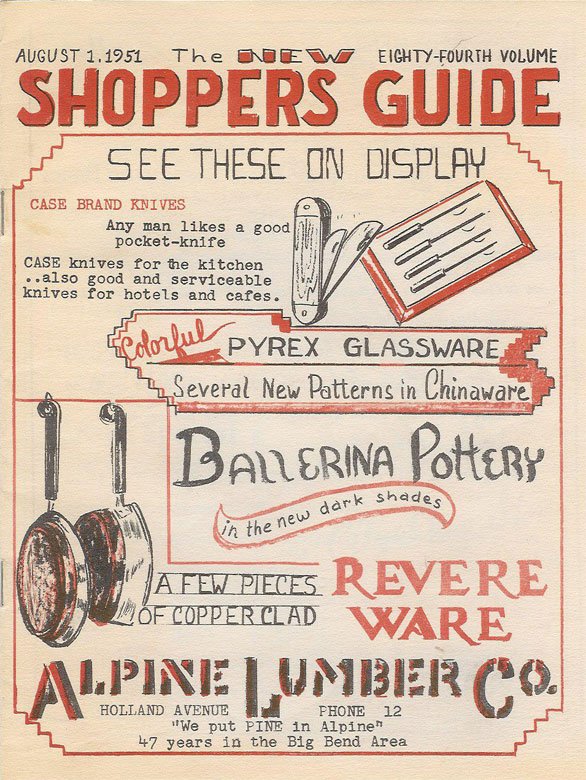 AUGUST 1,1951 The NEW EIGHTY-FOURTH VOLUME
SHOPPERS GUIDE
SEE THESE ON DISPLAY
CASE BRAND KNIVES
Any man likes a good
pocket-knife
CASE knives for the kitchen
..also good and serviceable
knives for hotels and cafes.
Colorful PYREX GLASSWARE
Several New Patterns in Chinaware
BALLERINA POTTERY
in the new dark shades
A FEW PIECES
OF COPPER CLAD
REVERE
WARE
ALPINE LUMBER CO.
HOLLAND AVENUE PHONE 12
"We put PINE in Alpine"
47 years in the Big Bend Area